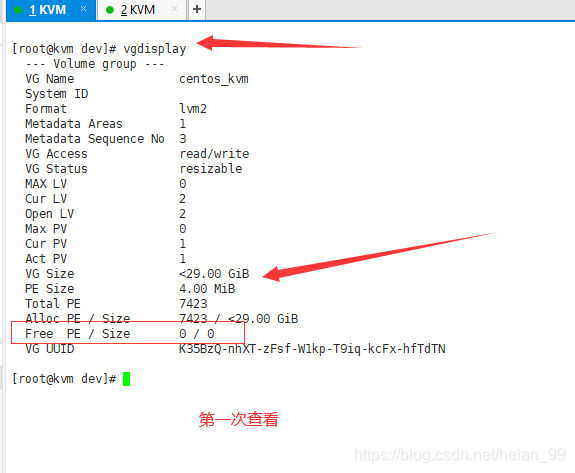 1 KVM × 2 KVM × +
[root@kvm dev]# vgdisplay
--- Volume group ---
VG Name centos_kvm
System ID
Format lvm2
Metadata Areas 1
Metadata Sequence No 3
VG Access read/write
VG Status resizable
MAX LV 0
Cur LV 2
Open LV 2
Max PV 0
Cur PV 1
Act PV 1
VG Size <29.00 GiB
PE Size 4.00 MiB
Total PE 7423
Alloc PE / Size 7423 / <29.00 GiB
Free PE / Size 0 / 0
VG UUID K35BzQ-nhXT-zFsf-W1kp-T9iq-kcFx-hfTdTN
[root@kvm dev]#
第一次查看
https://blog.csdn.net/heian_99